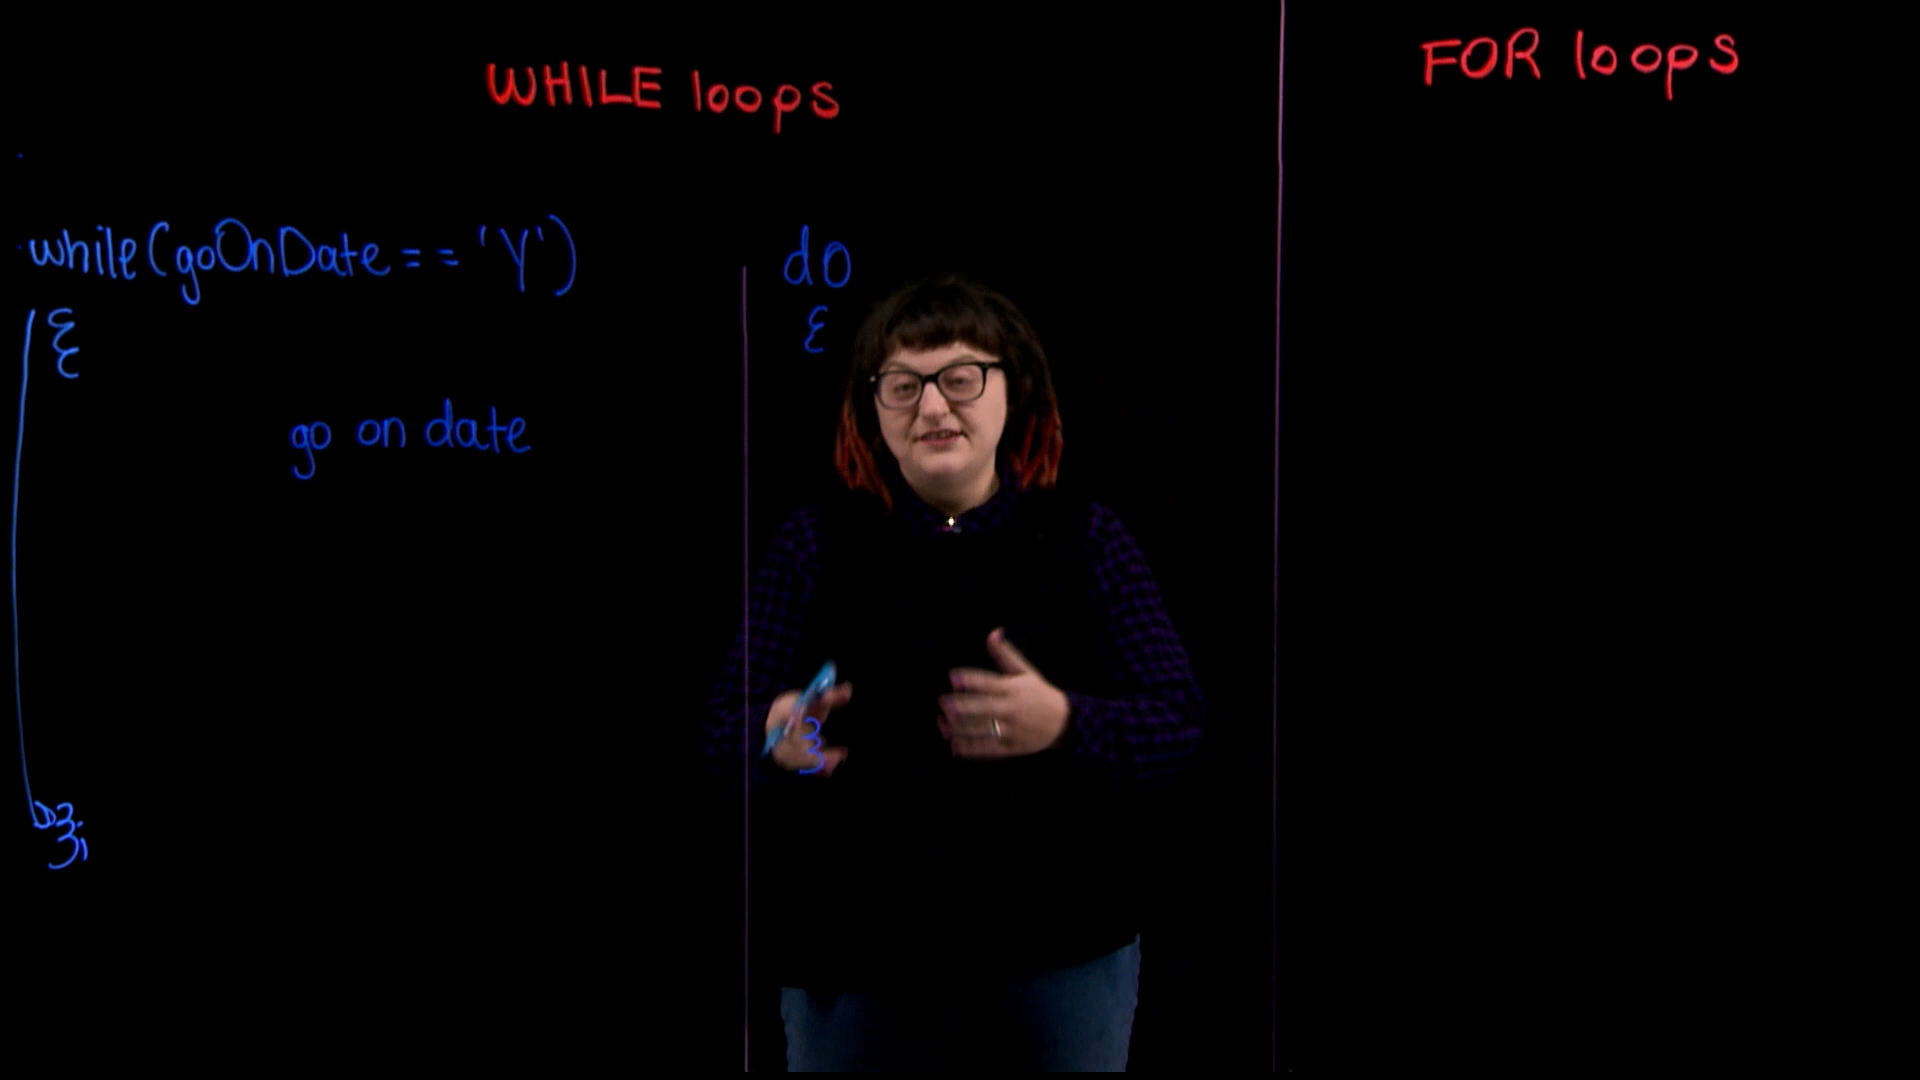 WHILE loops
while(goOnDate == 'Y')
{
go on date
};
do
{
}
FOR loops